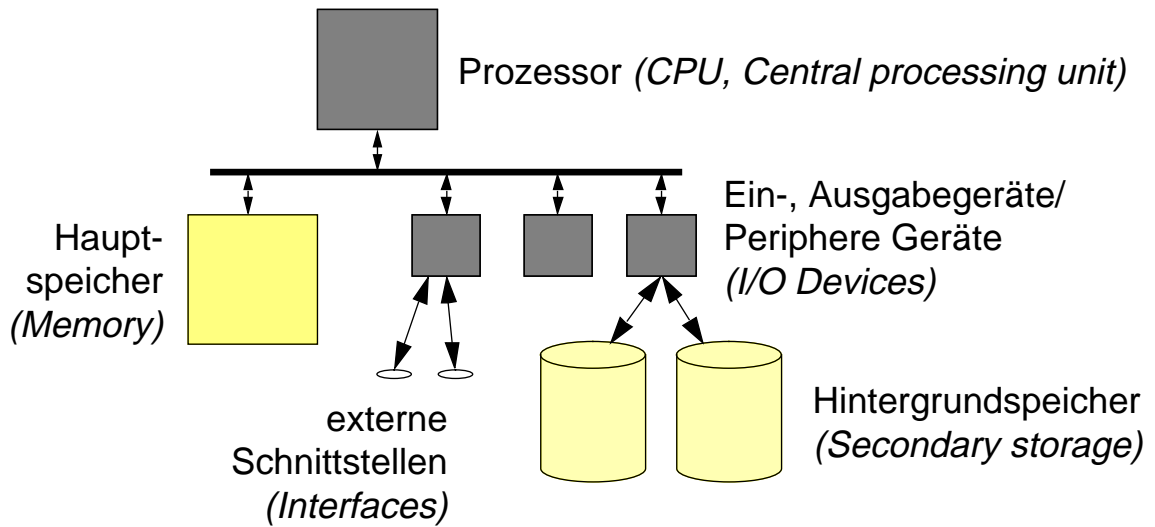 Prozessor (CPU, Central processing unit)
Ein-, Ausgabegeräte/
Periphere Geräte
(I/O Devices)
Haupt-
speicher
(Memory)
externe
Schnittstellen
(Interfaces)
Hintergrundspeicher
(Secondary storage)